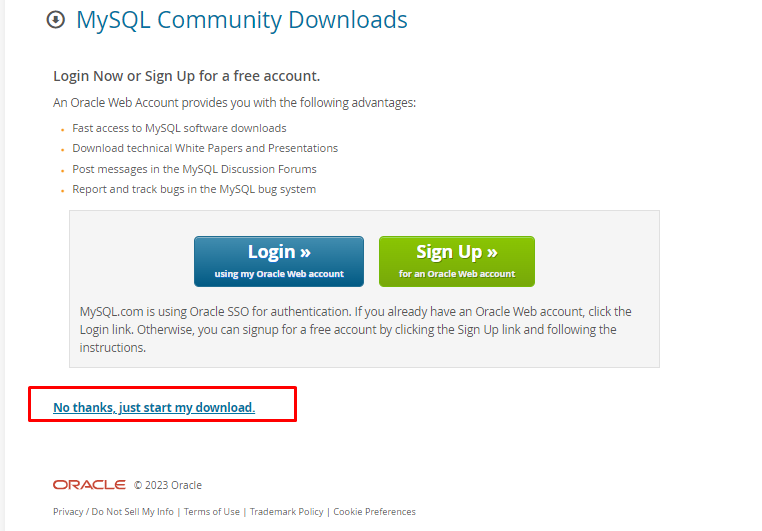 MySQL Community Downloads
Login Now or Sign Up for a free account.
An Oracle Web Account provides you with the following advantages:
Fast access to MySQL software downloads
Download technical White Papers and Presentations
Post messages in the MySQL Discussion Forums
Report and track bugs in the MySQL bug system
Login »
using my Oracle Web account
Sign Up »
for an Oracle Web account
MySQL.com is using Oracle SSO for authentication. If you already have an Oracle Web account, click the
Login link. Otherwise, you can signup for a free account by clicking the Sign Up link and following the
instructions.
No thanks, just start my download.
ORACLE © 2023 Oracle
Privacy / Do Not Sell My Info | Terms of Use | Trademark Policy | Cookie Preferences